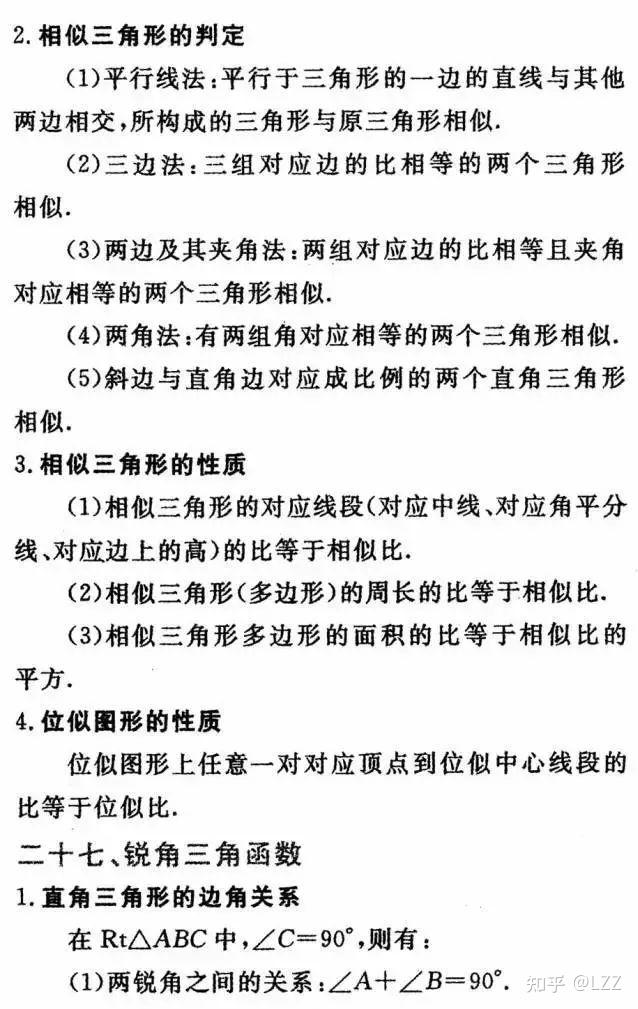 2.相似三角形的判定
(1)平行线法:平行于三角形的一边的直线与其他
两边相交,所构成的三角形与原三角形相似.
(2)三边法:三组对应边的比相等的两个三角形
相似.
(3)两边及其夹角法:两组对应边的比相等且夹角
对应相等的两个三角形相似.
(4)两角法:有两组角对应相等的两个三角形相似.
(5)斜边与直角边对应成比例的两个直角三角形
相似.
3.相似三角形的性质
(1)相似三角形的对应线段(对应中线、对应角平分
线、对应边上的高)的比等于相似比.
(2)相似三角形(多边形)的周长的比等于相似比.
(3)相似三角形多边形的面积的比等于相似比的
平方.
4.位似图形的性质
位似图形上任意一对对应顶点到位似中心线段的
比等于位似比.
二十七、锐角三角函数
1.直角三角形的边角关系
在Rt△ABC中,∠C=90°,则有:
(1)两锐角之间的关系:∠A+∠B=90°.
知乎 @LZZ